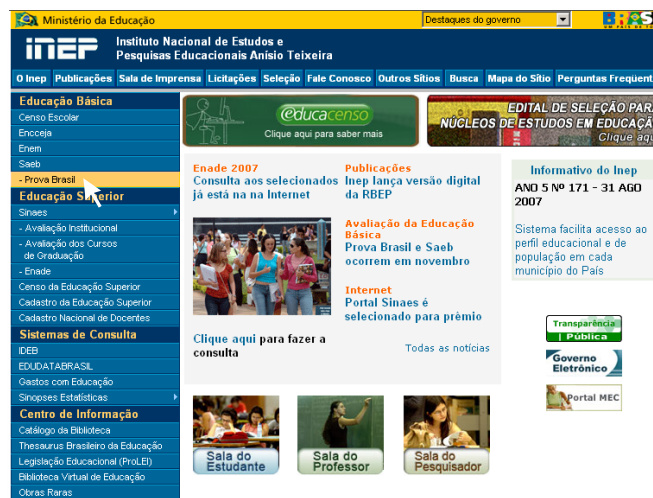 Ministério da Educação
Destaques do governo
inep
Instituto Nacional de Estudos e
Pesquisas Educacionais Anísio Teixeira
O Inep Publicações Sala de Imprensa Licitações Seleção Fale Conosco Outros Sítios Busca Mapa do Sítio Perguntas Freqüent
Educação Básica
Censo Escolar
Encceja
Enem
Saeb
- Prova Brasil
Educação Superior
Sinaes
- Avaliação Institucional
- Avaliação dos Cursos
de Graduação
- Enade
Censo da Educação Superior
Cadastro da Educação Superior
Cadastro Nacional de Docentes
Sistemas de Consulta
IDEB
EDUDATABRASIL
Gastos com Educação
Sinopses Estatísticas
Centro de Informação
Catálogo da Biblioteca
Thesaurus Brasileiro da Educação
Legislação Educacional (ProLEI)
Biblioteca Virtual de Educação
Obras Raras
educacenso
Clique aqui para saber mais
EDITAL DE SELEÇÃO PAR
NÚCLEOS DE ESTUDOS EM EDUCAÇÃ
Clique aqu
Enade 2007
Consulta aos selecionados
já está na na Internet
Clique aqui para fazer a
consulta
Publicações
Inep lança versão digital
da RBEP
Avaliação da Educação
Básica
Prova Brasil e Saeb
ocorrem em novembro
Internet
Portal Sinaes é
selecionado para prêmio
Todas as notícias
Informativo do Inep
ANO 5 Nº 171 - 31 AGO
2007
Sistema facilita acesso ao
perfil educacional e de
população em cada
município do País
Transparência
Pública
Governo
Eletrônico
Portal MEC
Sala do
Estudante
Sala do
Professor
Sala do
Pesquisador